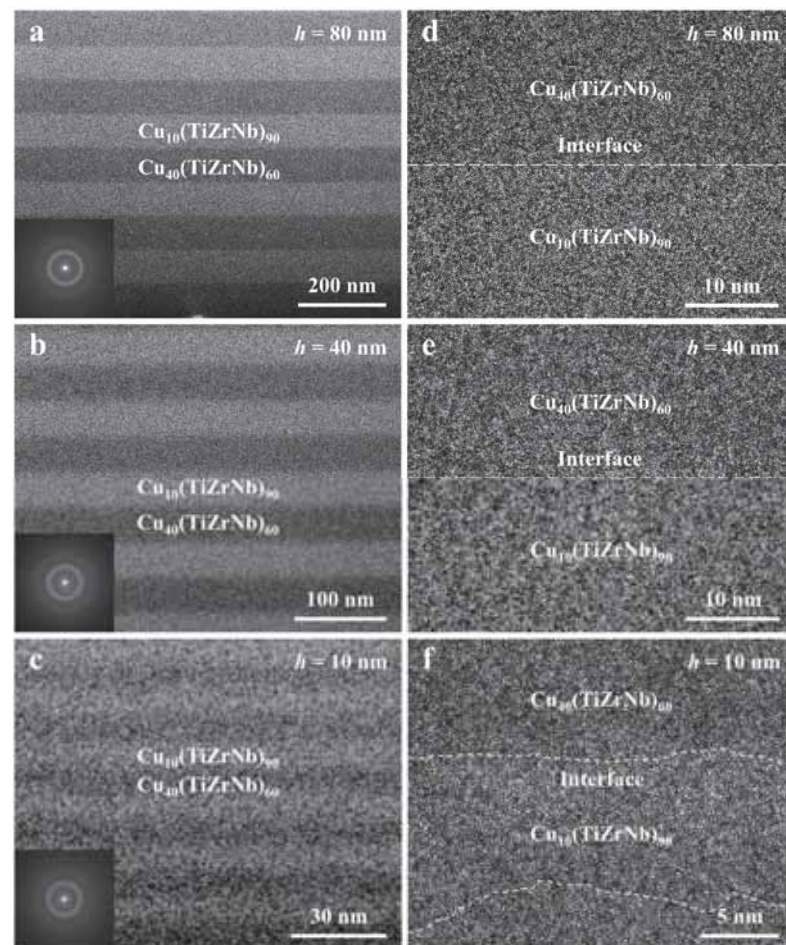 a
h = 80 nm
Cu₁₀(TiZrNb)₉₀
Cu₄₀(TiZrNb)₆₀
200 nm
d
h = 80 nm
Cu₄₀(TiZrNb)₆₀
Interface
Cu₁₀(TiZrNb)₉₀
10 nm
b
h = 40 nm
Cu₁₀(TiZrNb)₉₀
Cu₄₀(TiZrNb)₆₀
100 nm
e
h = 40 nm
Cu₄₀(TiZrNb)₆₀
Interface
Cu₁₀(TiZrNb)₉₀
10 nm
c
h = 10 nm
Cu₁₀(TiZrNb)₉₀
Cu₄₀(TiZrNb)₆₀
30 nm
f
h = 10 nm
Cu₄₀(TiZrNb)₆₀
Interface
Cu₁₀(TiZrNb)₉₀
5 nm